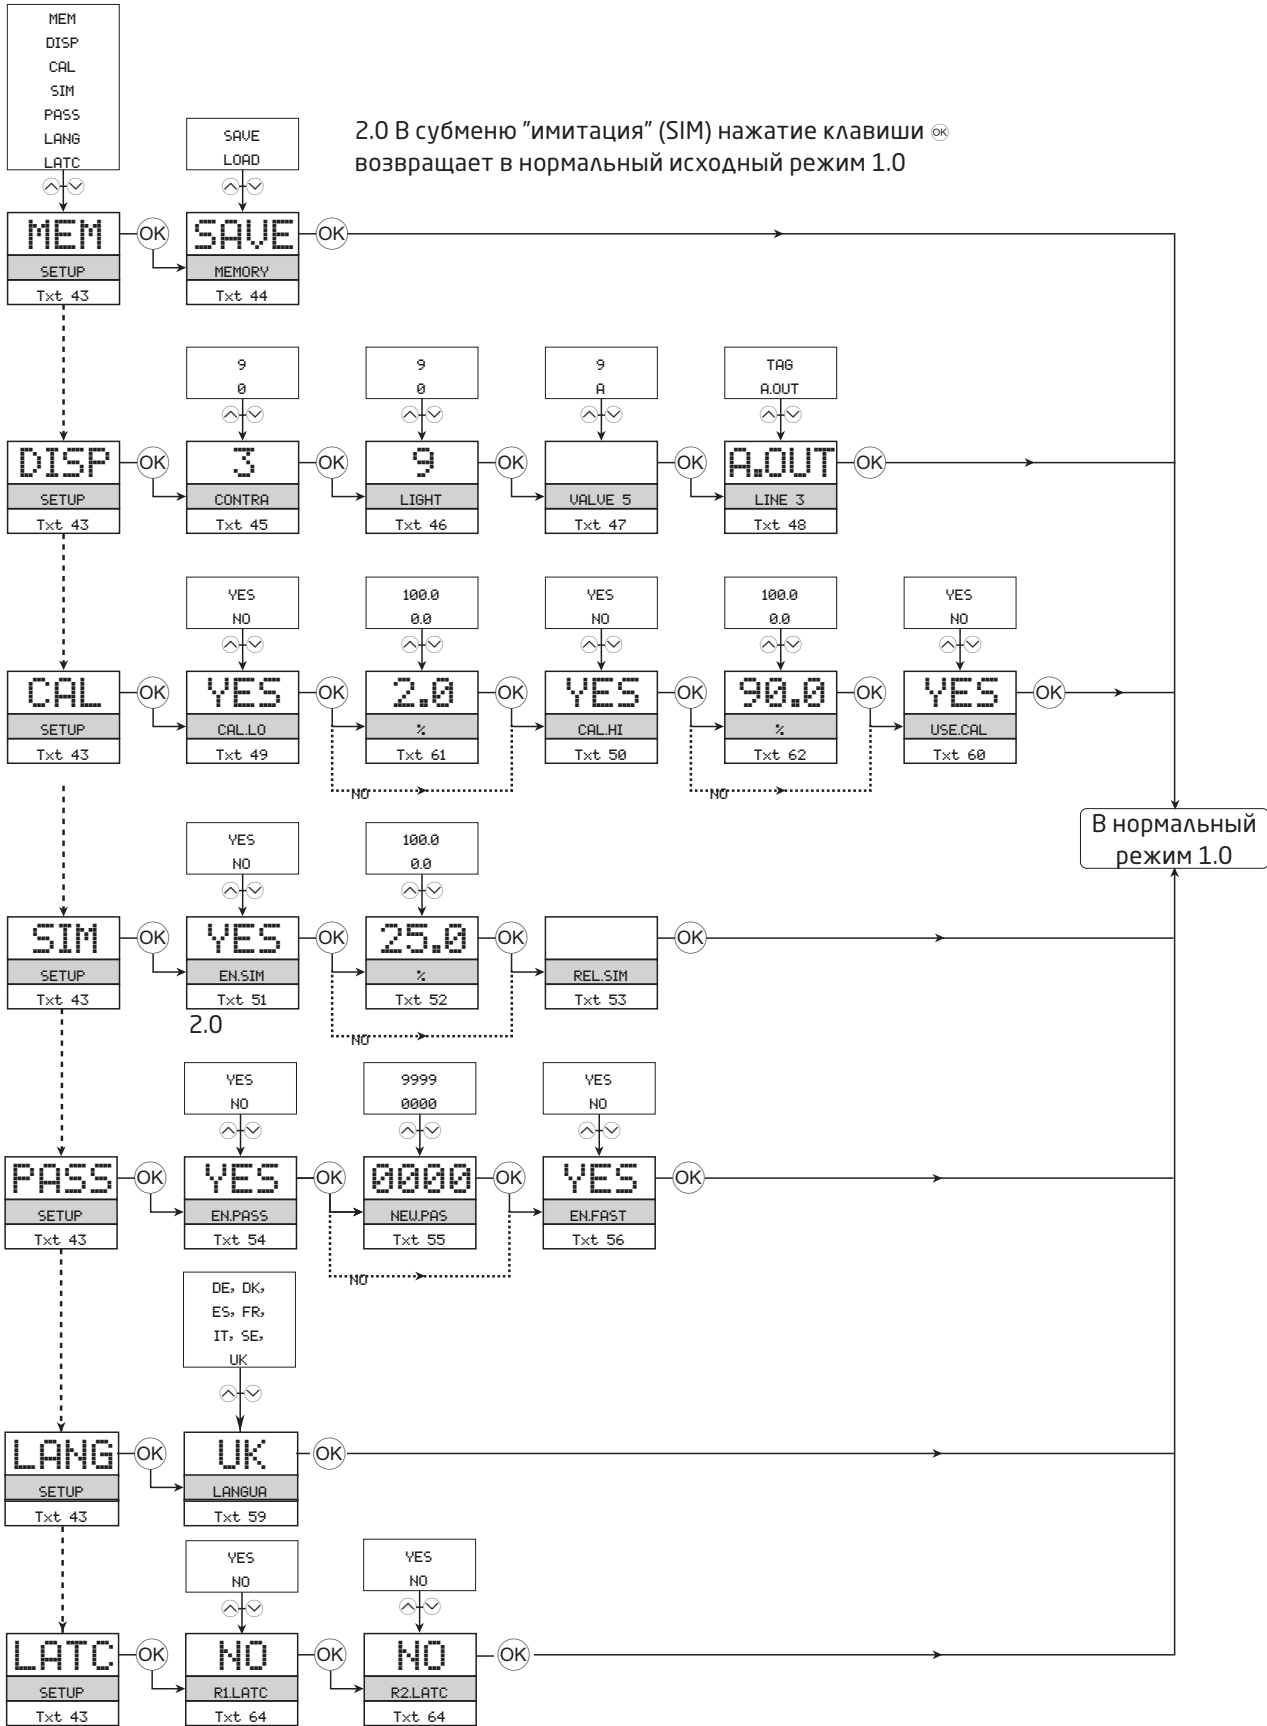 MEM
DISP
CAL
SIM
PASS
LANG
LATC
SAVE
LOAD
2.0 В субменю "имитация" (SIM) нажатие клавиши OK
возвращает в нормальный исходный режим 1.0
MEM OK SAVE OK
SETUP MEMORY
Txt 43 Txt 44
9 9 9 TAG
0 0 A A.OUT
DISP OK 3 OK 9 OK OK A.OUT OK
SETUP CONTRA LIGHT VALVE 5 LINE 3
Txt 43 Txt 45 Txt 46 Txt 47 Txt 48
YES 100.0 YES 100.0 YES
NO 0.0 NO 0.0 NO
CAL OK YES OK 2.0 OK YES OK 90.0 OK YES OK
SETUP CAL.LO % CAL.HI % USE.CAL
Txt 43 Txt 49 Txt 61 Txt 50 Txt 62 Txt 60
NO NO
В нормальный
режим 1.0
YES 100.0
NO 0.0
SIM OK YES OK 25.0 OK OK
SETUP EN.SIM % REL.SIM
Txt 43 Txt 51 Txt 52 Txt 53
2.0
NO
YES 9999 YES
NO 0000 NO
PASS OK YES OK 0000 OK YES OK
SETUP EN.PASS NEW.PAS EN.FAST
Txt 43 Txt 54 Txt 55 Txt 56
NO
DE, DK,
ES, FR,
IT, SE,
UK
LANG OK UK OK
SETUP LANGUA
Txt 43 Txt 59
YES YES
NO NO
LATC OK NO OK NO OK
SETUP R1.LATC R2.LATC
Txt 43 Txt 64 Txt 64